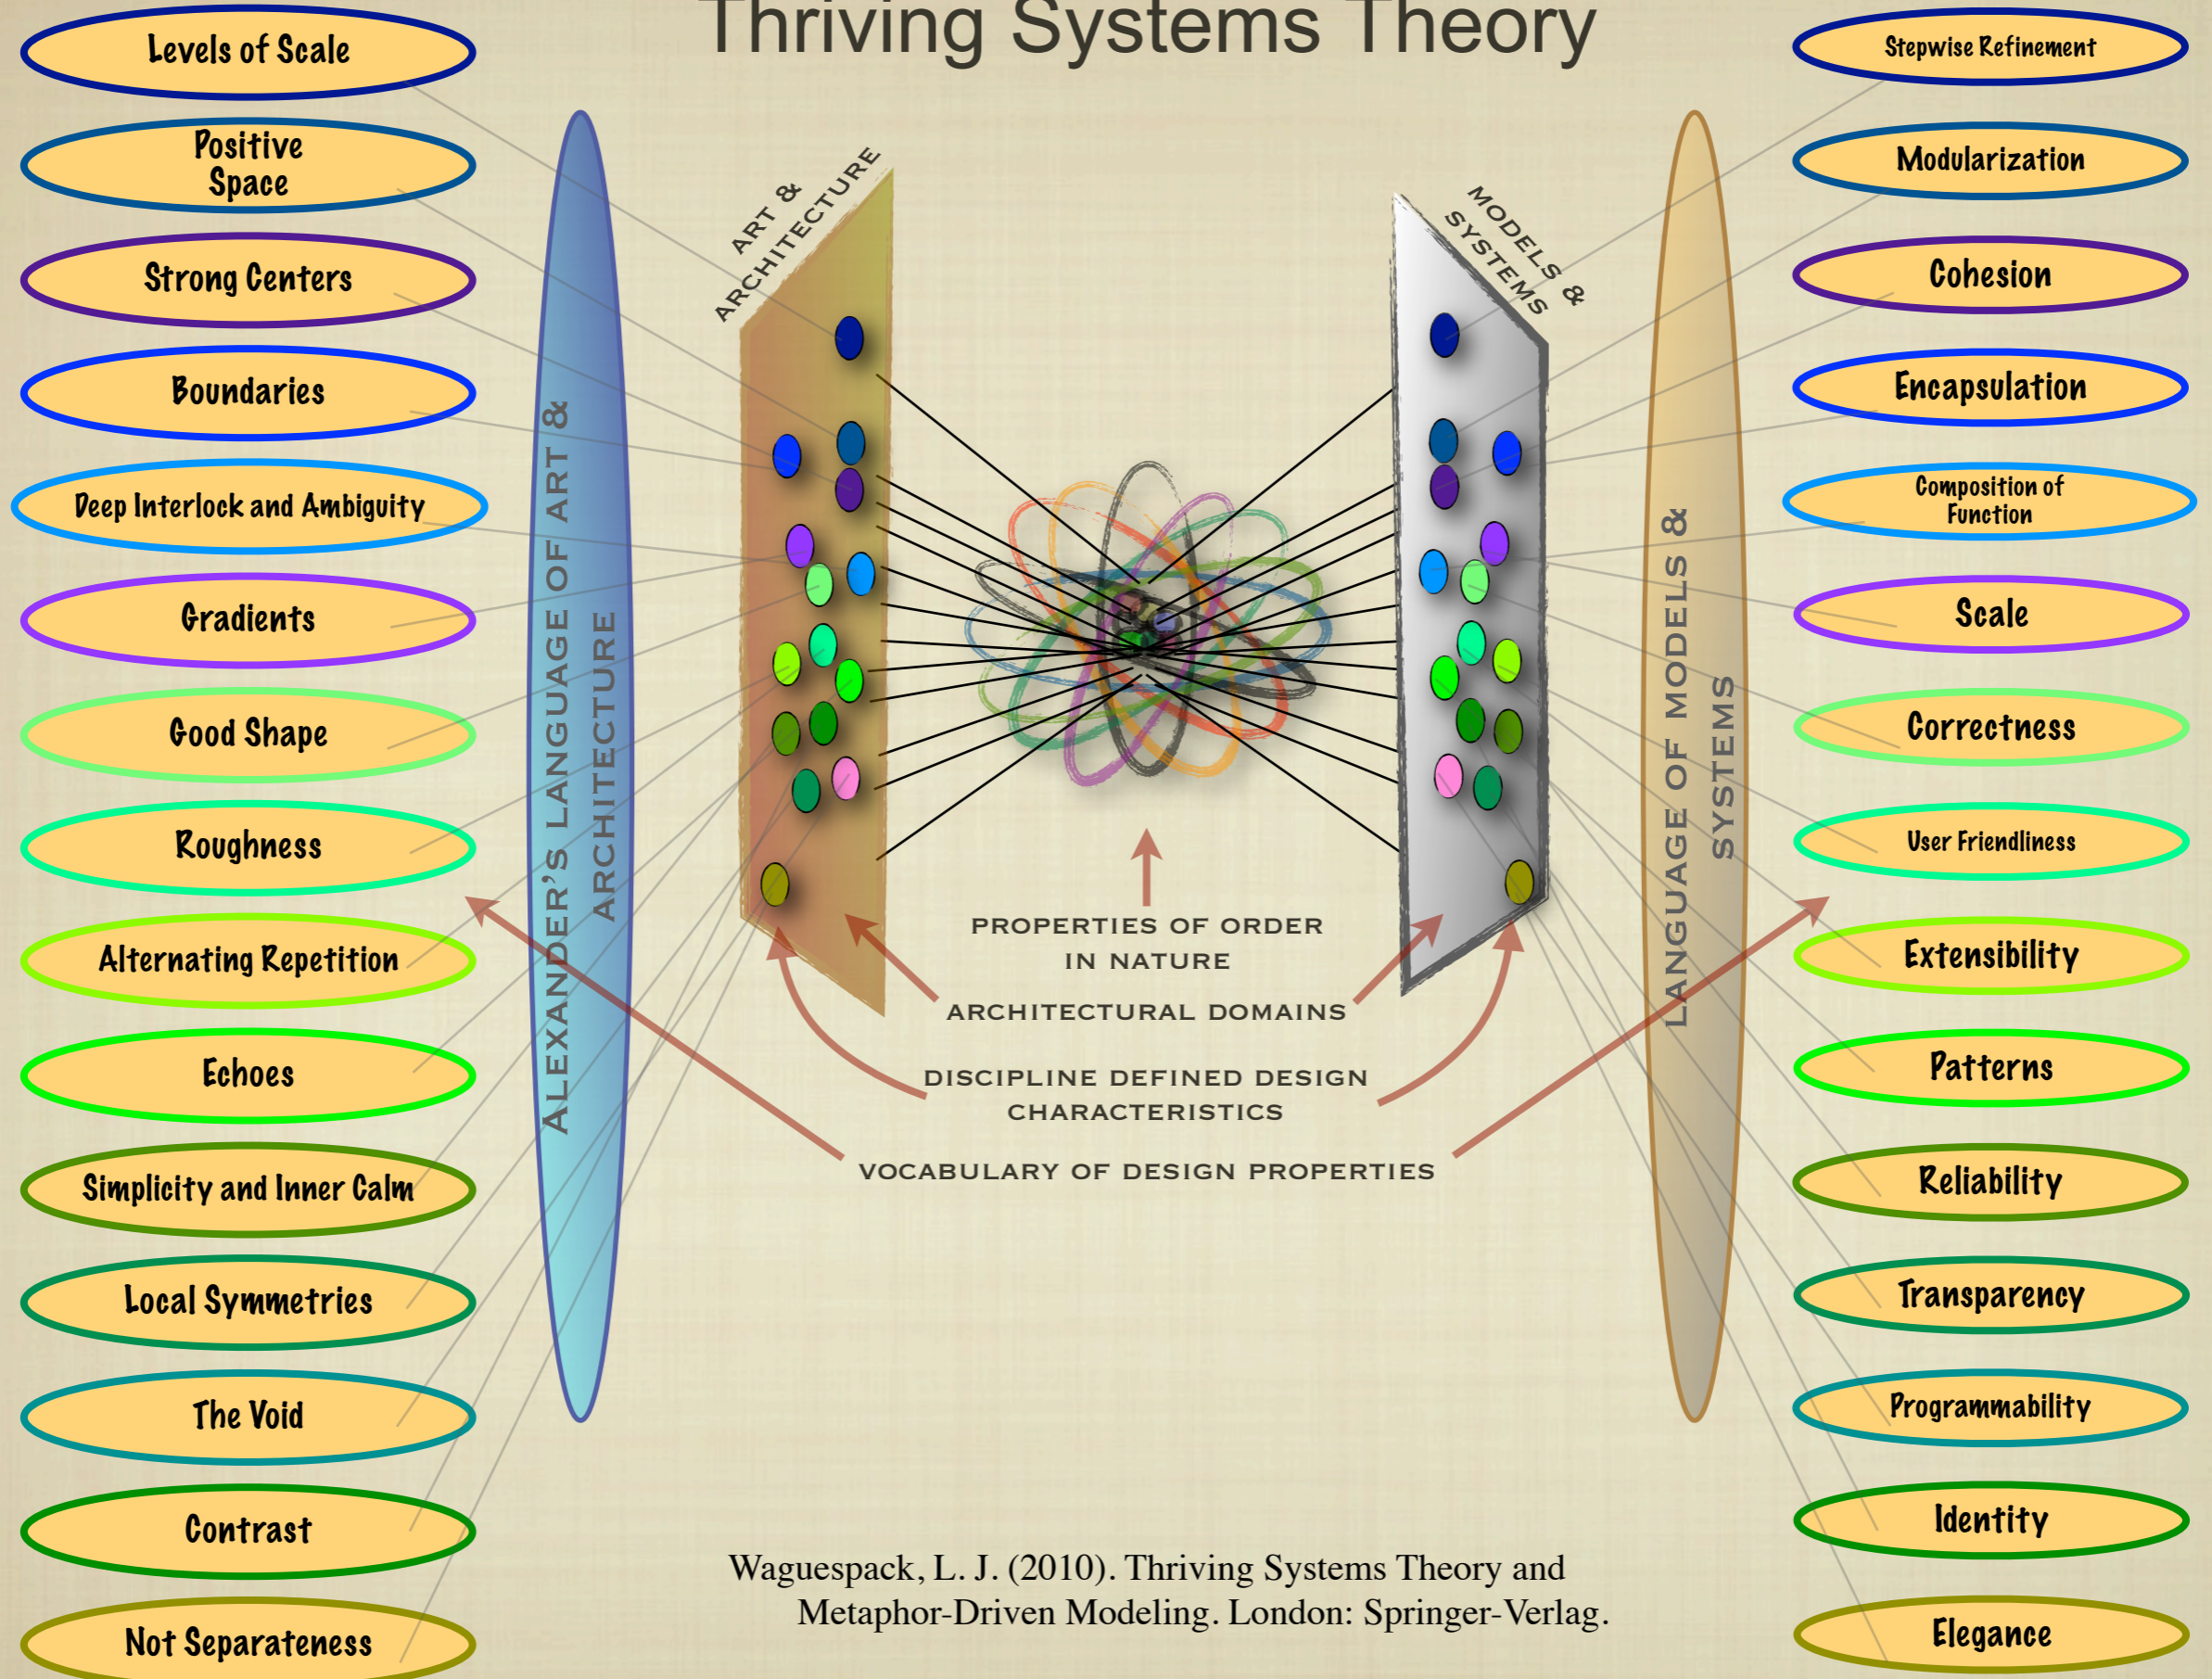 Thriving Systems Theory
Levels of Scale
Positive
Space
Strong Centers
Boundaries
Deep Interlock and Ambiguity
Gradients
Good Shape
Roughness
Alternating Repetition
Echoes
Simplicity and Inner Calm
Local Symmetries
The Void
Contrast
Not Separateness
ALEXANDER'S LANGUAGE OF ART &
ARCHITECTURE
ART &
ARCHITECTURE
MODELS &
SYSTEMS
PROPERTIES OF ORDER
IN NATURE
ARCHITECTURAL DOMAINS
DISCIPLINE DEFINED DESIGN
CHARACTERISTICS
VOCABULARY OF DESIGN PROPERTIES
LANGUAGE OF MODELS &
SYSTEMS
Stepwise Refinement
Modularization
Cohesion
Encapsulation
Composition of
Function
Scale
Correctness
User Friendliness
Extensibility
Patterns
Reliability
Transparency
Programmability
Identity
Elegance
Waguespack, L. J. (2010). Thriving Systems Theory and
Metaphor-Driven Modeling. London: Springer-Verlag.